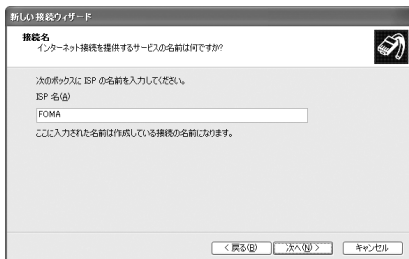 新しい接続ウィザード
接続名
インターネット接続を提供するサービスの名前は何ですか?
次のボックスに ISP の名前を入力してください。
ISP 名(A)
FOMA
ここに入力された名前は作成している接続の名前になります。
< 戻る(B) 次へ(N) > キャンセル